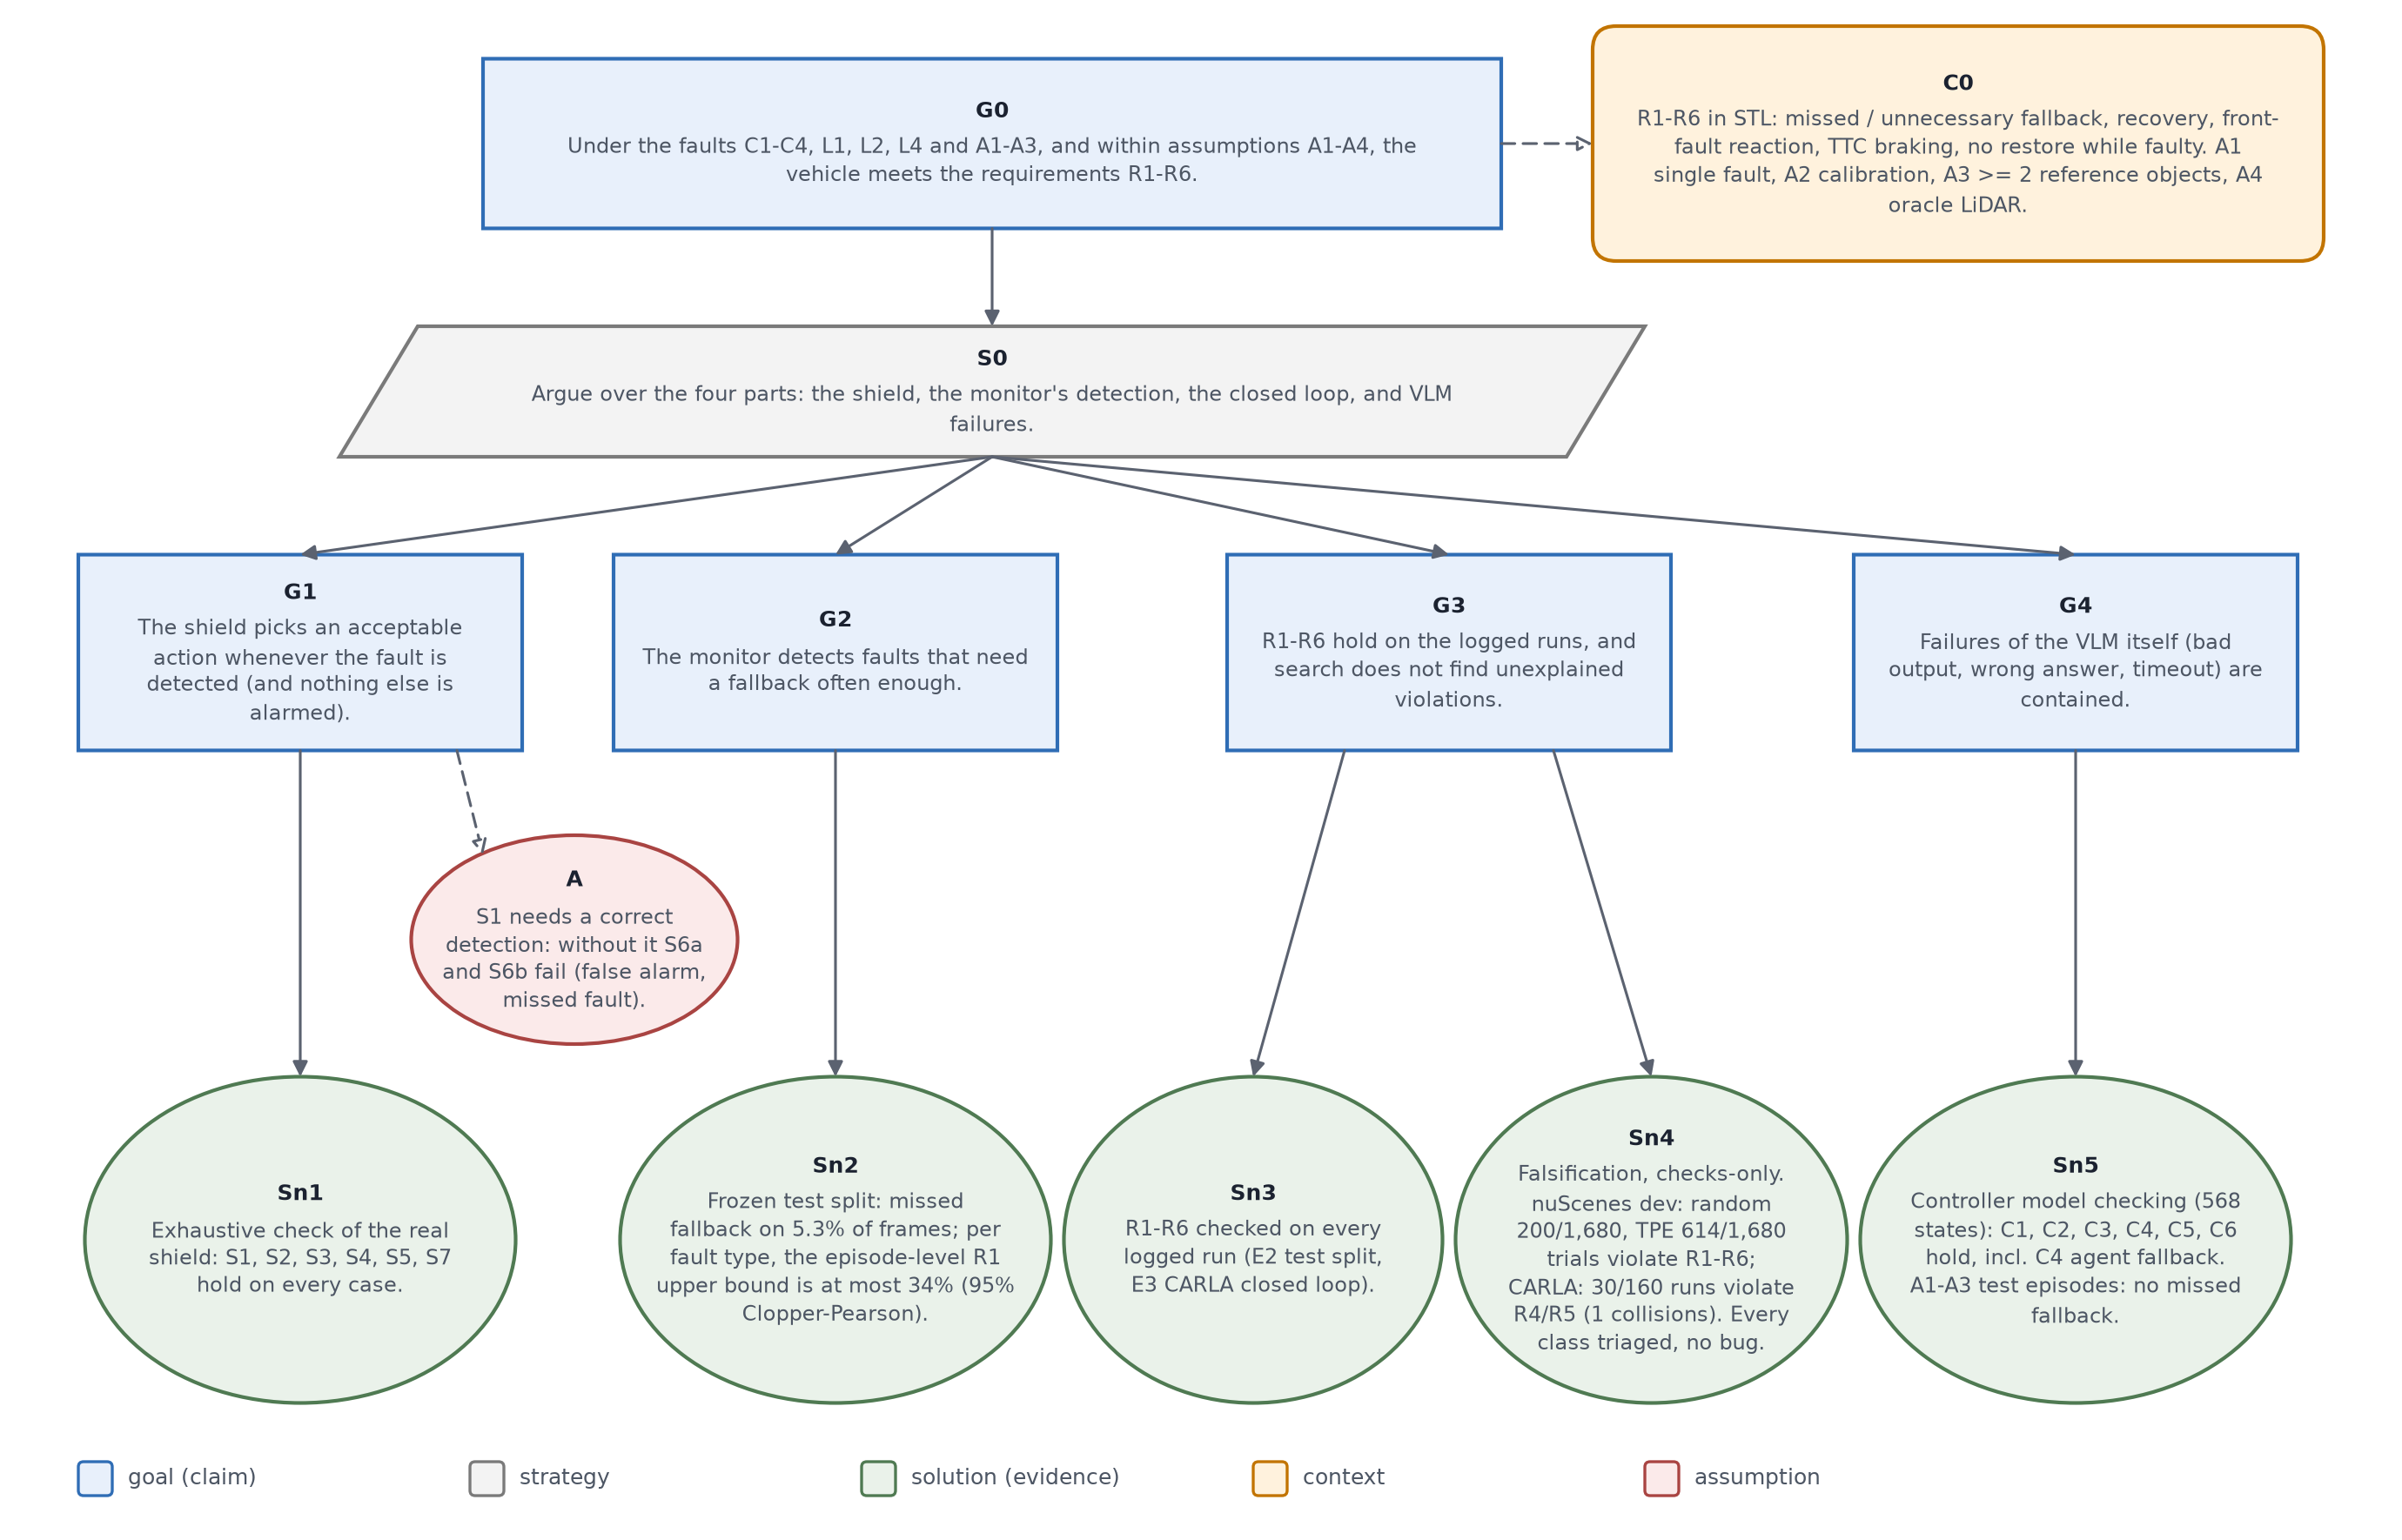 G0
Under the faults C1-C4, L1, L2, L4 and A1-A3, and within assumptions A1-A4, the
vehicle meets the requirements R1-R6.
C0
R1-R6 in STL: missed / unnecessary fallback, recovery, front-
fault reaction, TTC braking, no restore while faulty. A1
single fault, A2 calibration, A3 >= 2 reference objects, A4
oracle LiDAR.
S0
Argue over the four parts: the shield, the monitor's detection, the closed loop, and VLM
failures.
G1
The shield picks an acceptable
action whenever the fault is
detected (and nothing else is
alarmed).
G2
The monitor detects faults that need
a fallback often enough.
G3
R1-R6 hold on the logged runs, and
search does not find unexplained
violations.
G4
Failures of the VLM itself (bad
output, wrong answer, timeout) are
contained.
A
S1 needs a correct
detection: without it S6a
and S6b fail (false alarm,
missed fault).
Sn1
Exhaustive check of the real
shield: S1, S2, S3, S4, S5, S7
hold on every case.
Sn2
Frozen test split: missed
fallback on 5.3% of frames; per
fault type, the episode-level R1
upper bound is at most 34% (95%
Clopper-Pearson).
Sn3
R1-R6 checked on every
logged run (E2 test split,
E3 CARLA closed loop).
Sn4
Falsification, checks-only.
nuScenes dev: random
200/1,680, TPE 614/1,680
trials violate R1-R6;
CARLA: 30/160 runs violate
R4/R5 (1 collisions). Every
class triaged, no bug.
Sn5
Controller model checking (568
states): C1, C2, C3, C4, C5, C6
hold, incl. C4 agent fallback.
A1-A3 test episodes: no missed
fallback.
goal (claim)
strategy
solution (evidence)
context
assumption